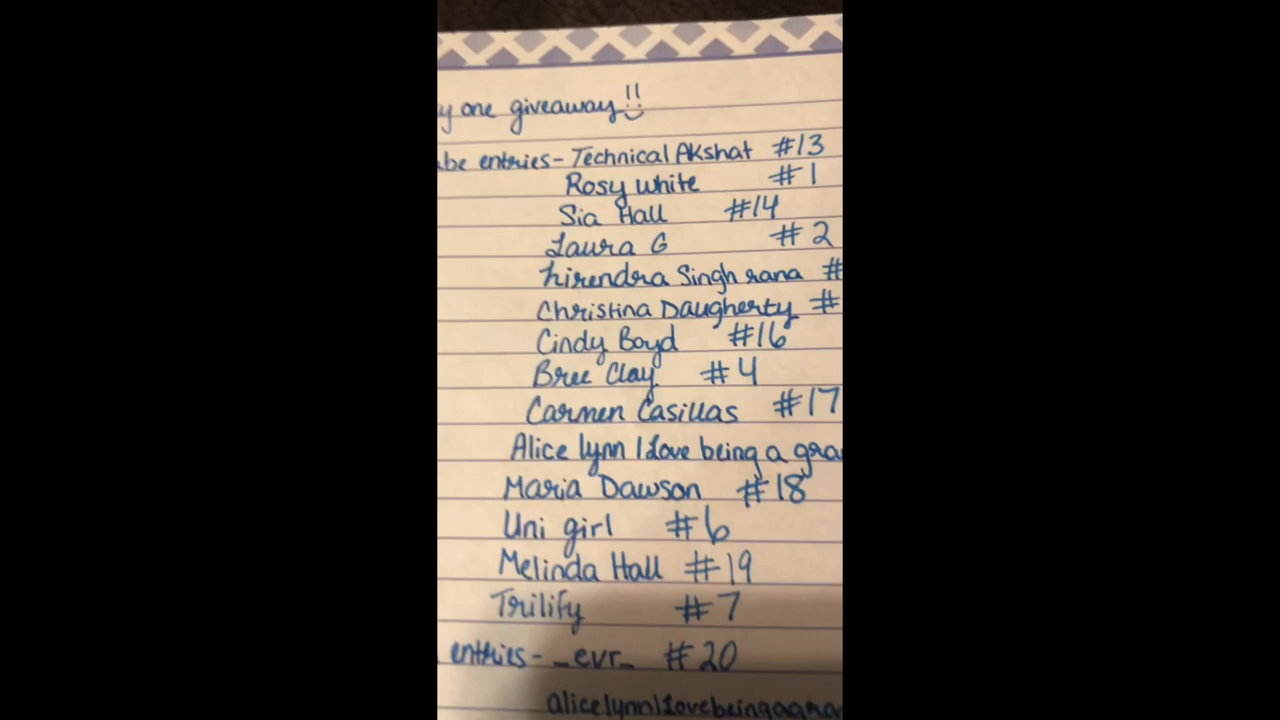 y one giveaway!!
be entries- Technical Akshat #13
Rosy white #1
Sia Hall #14
Laura G #2
hirendra Singh rana #
Christina Daugherty #
Cindy Boyd #16
Bree Clay #4
Carmen Casillas #17
Alice lynn I love being a gra
Maria Dawson #18
Uni girl #6
Melinda Hall #19
Trilify #7
entries- _evr_ #20
alicelynnilovebeingagra